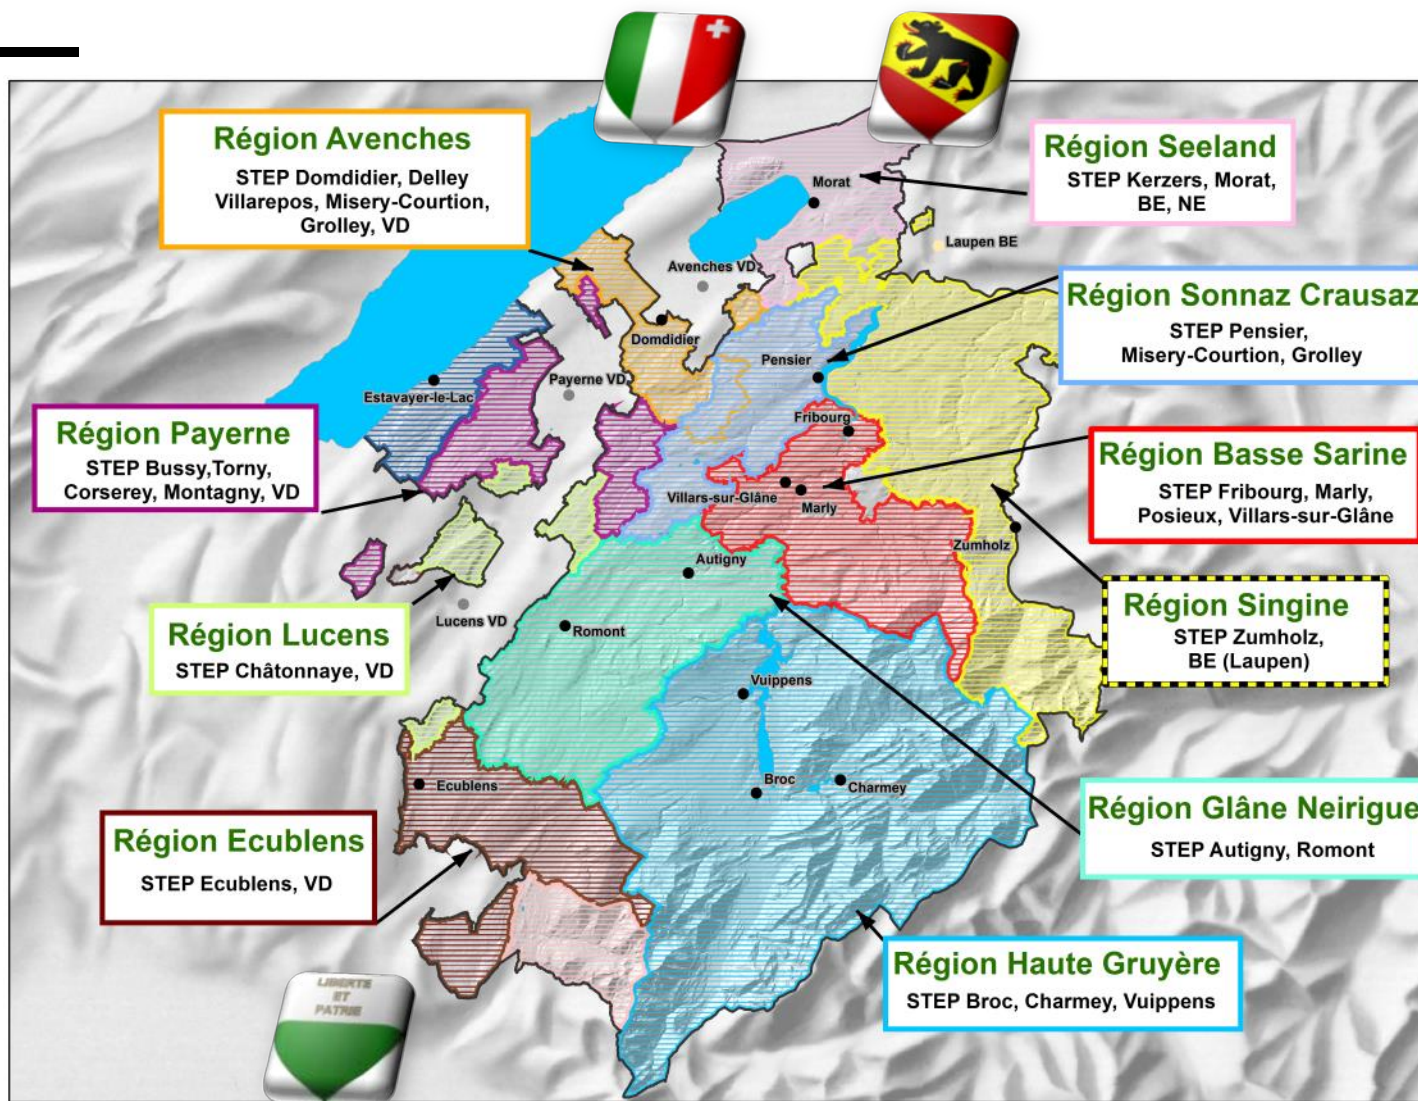 Région Avenches
STEP Domdidier, Delley
Villarepos, Misery-Courtion,
Grolley, VD
Région Seeland
STEP Kerzers, Morat,
BE, NE
Morat
Laupen BE
Avenches VD
Région Sonnaz Crausaz
STEP Pensier,
Misery-Courtion, Grolley
Domdidier
Pensier
Payerne VD
Estavayer-le-Lac
Fribourg
Région Payerne
STEP Bussy,Torny,
Corserey, Montagny, VD
Région Basse Sarine
STEP Fribourg, Marly,
Posieux, Villars-sur-Glâne
Villars-sur-Glâne
Marly
Zumholz
Autigny
Région Singine
STEP Zumholz,
BE (Laupen)
Lucens VD
Romont
Région Lucens
STEP Châtonnaye, VD
Vuippens
Ecublens
Broc
Charmey
Région Glâne Neirigue
STEP Autigny, Romont
Région Ecublens
STEP Ecublens, VD
Région Haute Gruyère
STEP Broc, Charmey, Vuippens
LIBERTE
ET
PATRIE